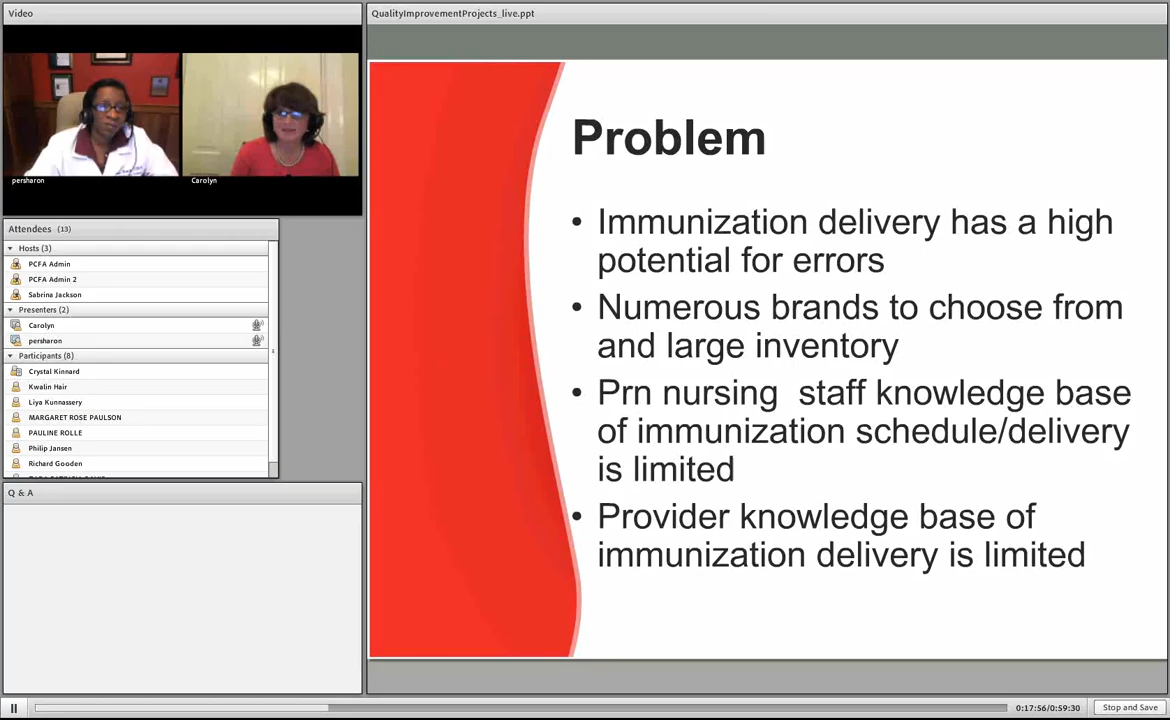 Video
persharon
Carolyn
Attendees (13)
Hosts (3)
PCFA Admin
PCFA Admin 2
Sabrina Jackson
Presenters (2)
Carolyn
persharon
Participants (8)
Crystal Kinnard
Kwalin Hair
Liya Kunnassery
MARGARET ROSE PAULSON
PAULINE ROLLE
Philip Jansen
Richard Gooden
Q & A
QualityImprovementProjects_live.ppt
Problem
• Immunization delivery has a high
potential for errors
• Numerous brands to choose from
and large inventory
• Prn nursing staff knowledge base
of immunization schedule/delivery
is limited
• Provider knowledge base of
immunization delivery is limited
0:17:56/0:59:30
Stop and Save